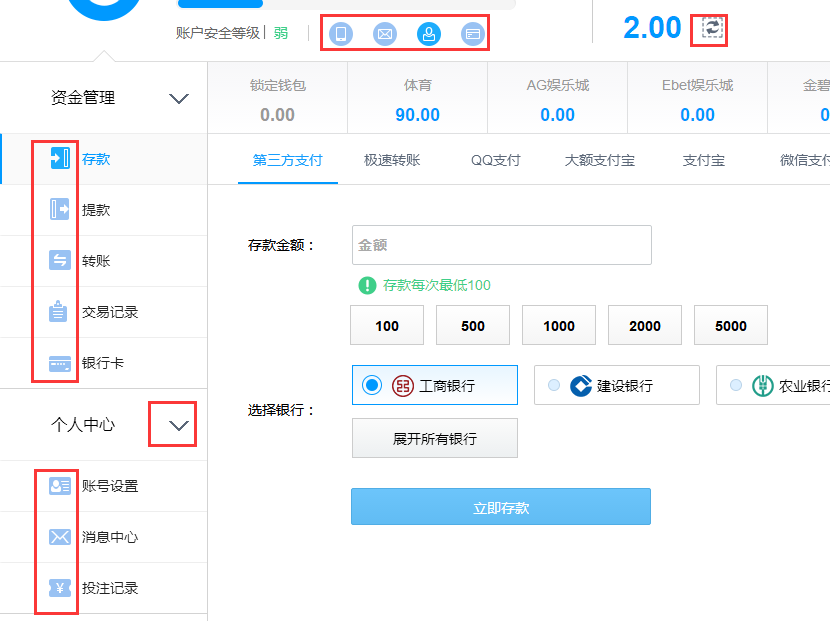 账户安全等级 弱
2.00
资金管理
锁定钱包 体育 AG娱乐城 Ebet娱乐城
0.00 90.00 0.00 0.00 0
第三方支付 极速转账 QQ支付 大额支付宝 支付宝 微信支付
存款
提款
转账
交易记录
银行卡
个人中心
账号设置
消息中心
投注记录
存款金额：
金额
存款每次最低100
100 500 1000 2000 5000
选择银行：
工商银行 建设银行 农业银行
展开所有银行
立即存款